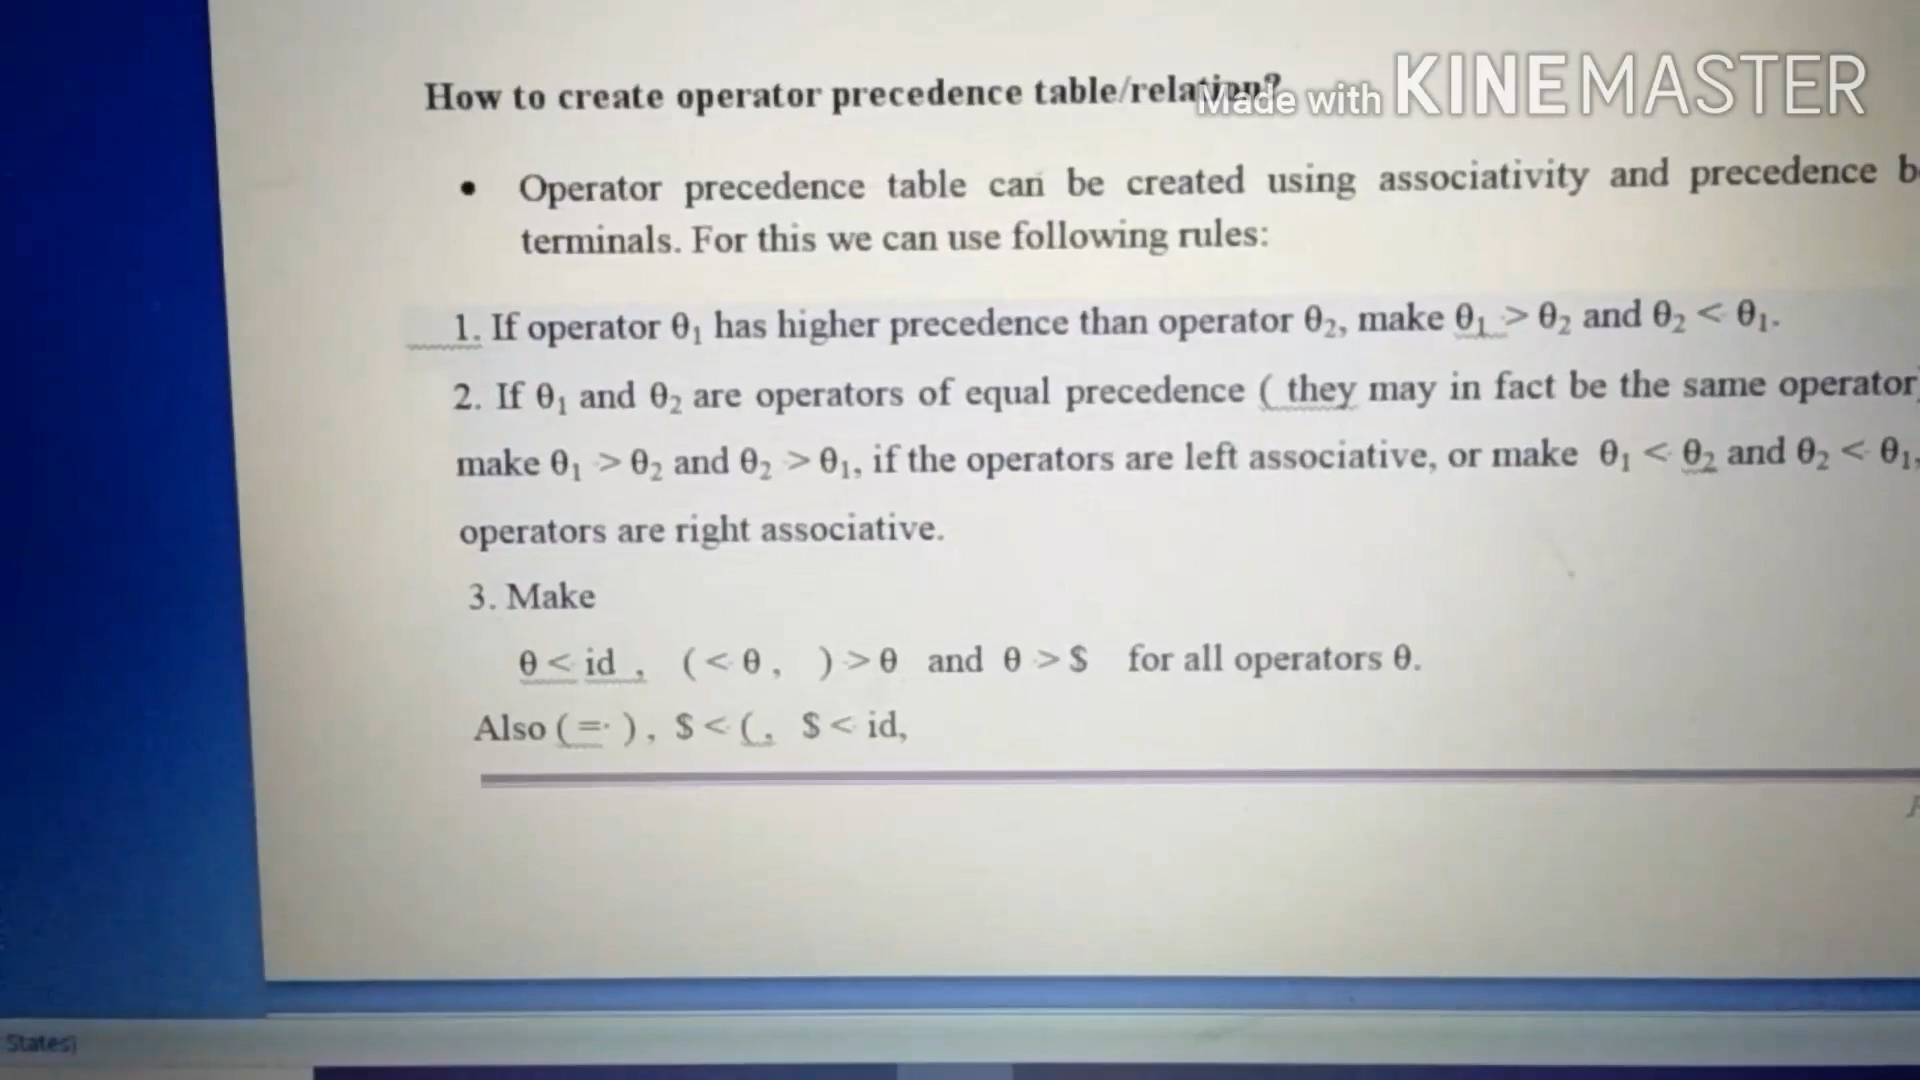 How to create operator precedence table/relation?
Made with KINEMASTER
• Operator precedence table can be created using associativity and precedence
terminals. For this we can use following rules:
1. If operator θ₁ has higher precedence than operator θ₂, make θ₁ > θ₂ and θ₂ < θ₁.
2. If θ₁ and θ₂ are operators of equal precedence ( they may in fact be the same operator)
make θ₁ > θ₂ and θ₂ > θ₁, if the operators are left associative, or make θ₁ < θ₂ and θ₂ < θ₁,
operators are right associative.
3. Make
θ < id , ( < θ , ) > θ and θ > $ for all operators θ.
Also ( =· ) , $ < ( , $ < id,
States)